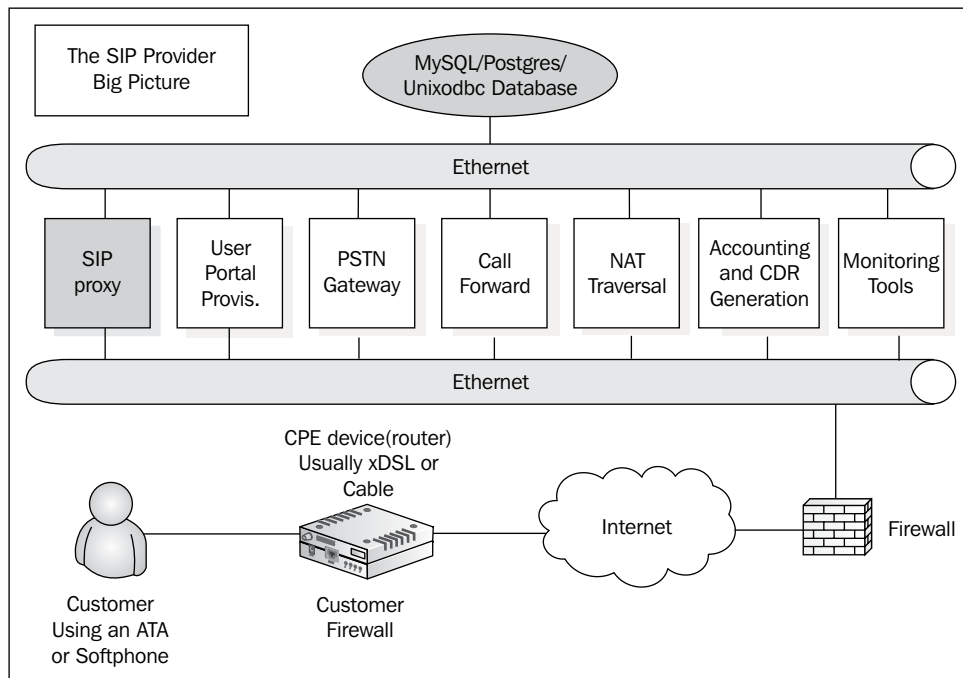 The SIP Provider
Big Picture
MySQL/Postgres/
Unixodbc Database
Ethernet
SIP
proxy
User
Portal
Provis.
PSTN
Gateway
Call
Forward
NAT
Traversal
Accounting
and CDR
Generation
Monitoring
Tools
Ethernet
CPE device(router)
Usually xDSL or
Cable
Internet
Firewall
Customer
Using an ATA
or Softphone
Customer
Firewall